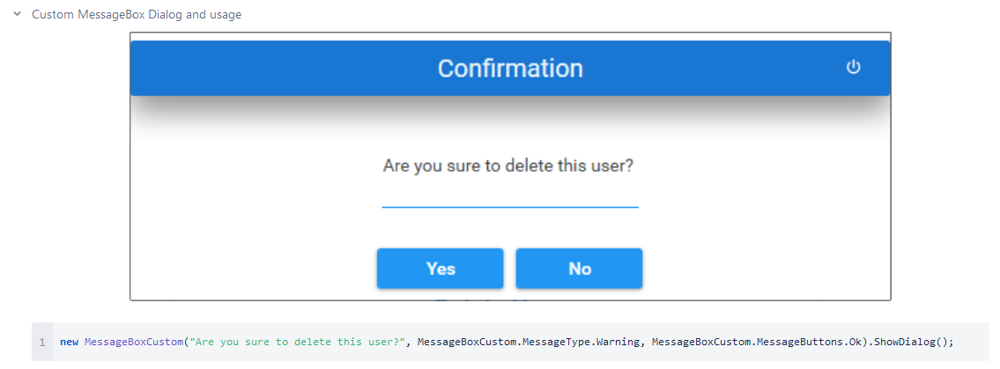 Custom MessageBox Dialog and usage
Confirmation
Are you sure to delete this user?
Yes No
1 new MessageBoxCustom("Are you sure to delete this user?", MessageBoxCustom.MessageType.Warning, MessageBoxCustom.MessageButtons.Ok).ShowDialog();